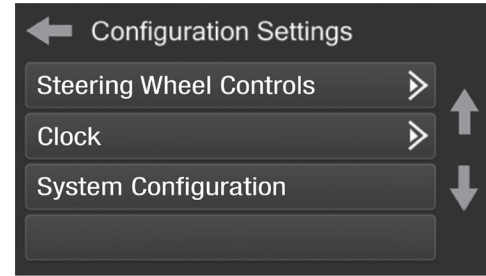 Configuration Settings
Steering Wheel Controls
Clock
System Configuration